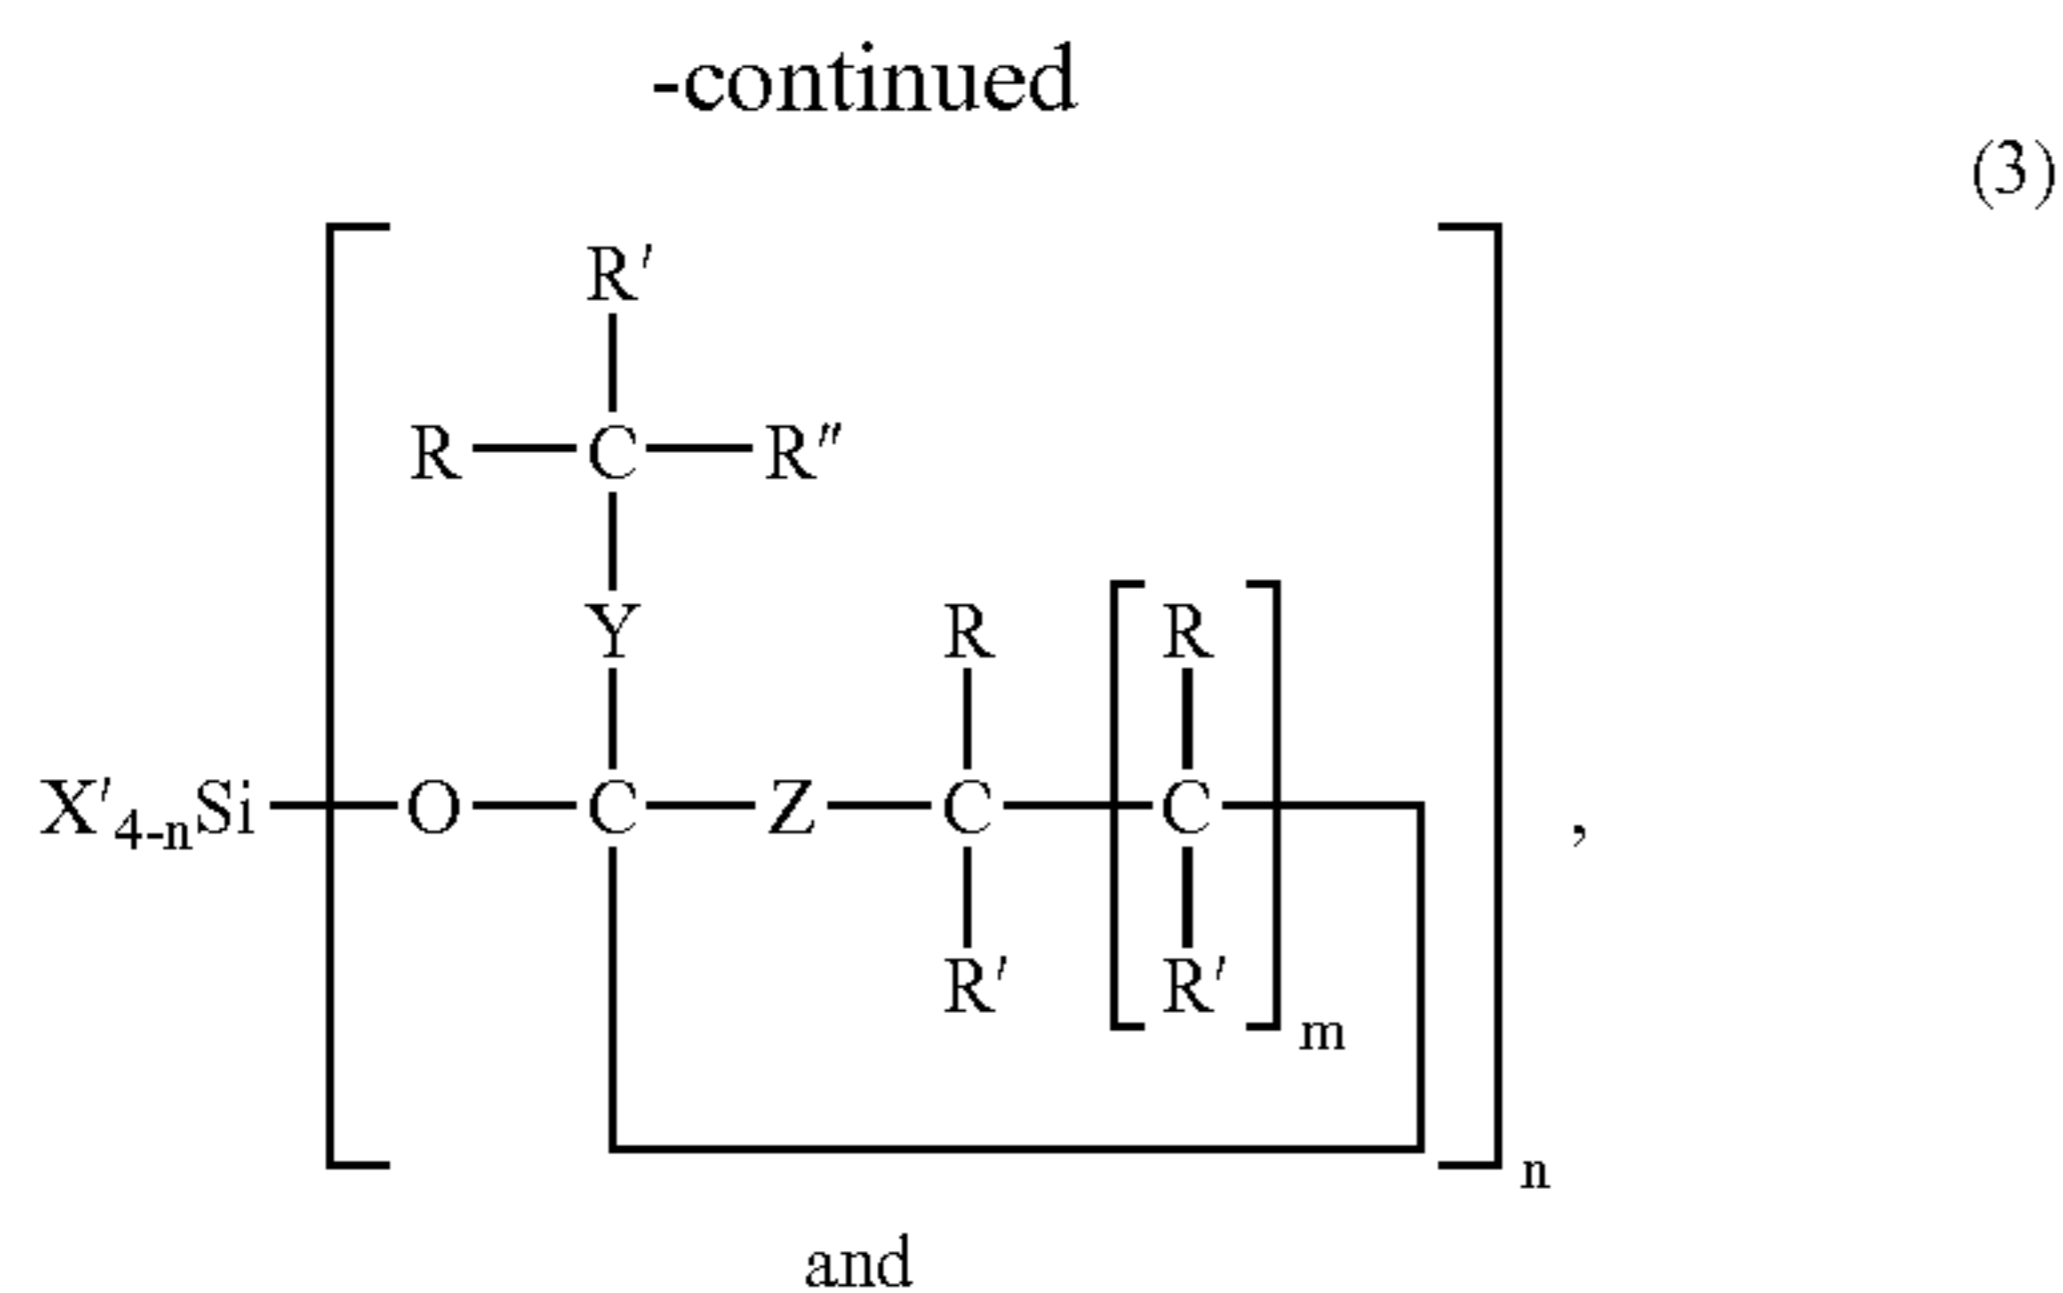 -continued
(3)
R′
R—C—R″
Y R R
X′4-nSi—O—C—Z—C—C ,
R′ R′
m
n
and